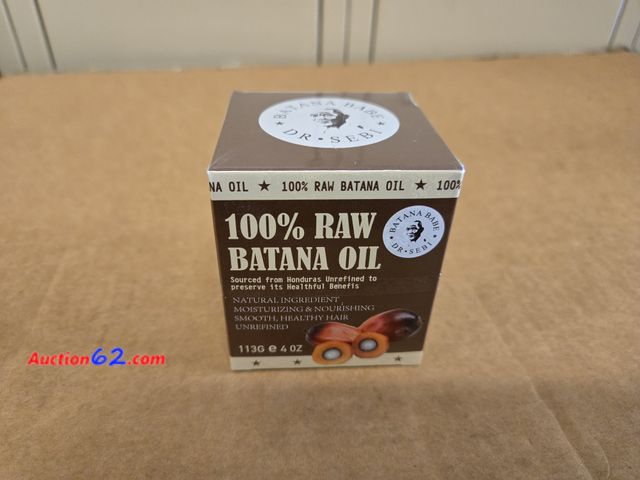 BATANA BABE
DR • SEBI
NA OIL ★ 100% RAW BATANA OIL ★ 100%
100% RAW
BATANA OIL
BATANA BABE
DR • SEBI
Sourced from Honduras Unrefined to
preserve its Healthful Benefis
NATURAL INGREDIENT
MOISTURIZING & NOURISHING
SMOOTH, HEALTHY HAIR
UNREFINED
113G e 4 OZ
Auction62.com